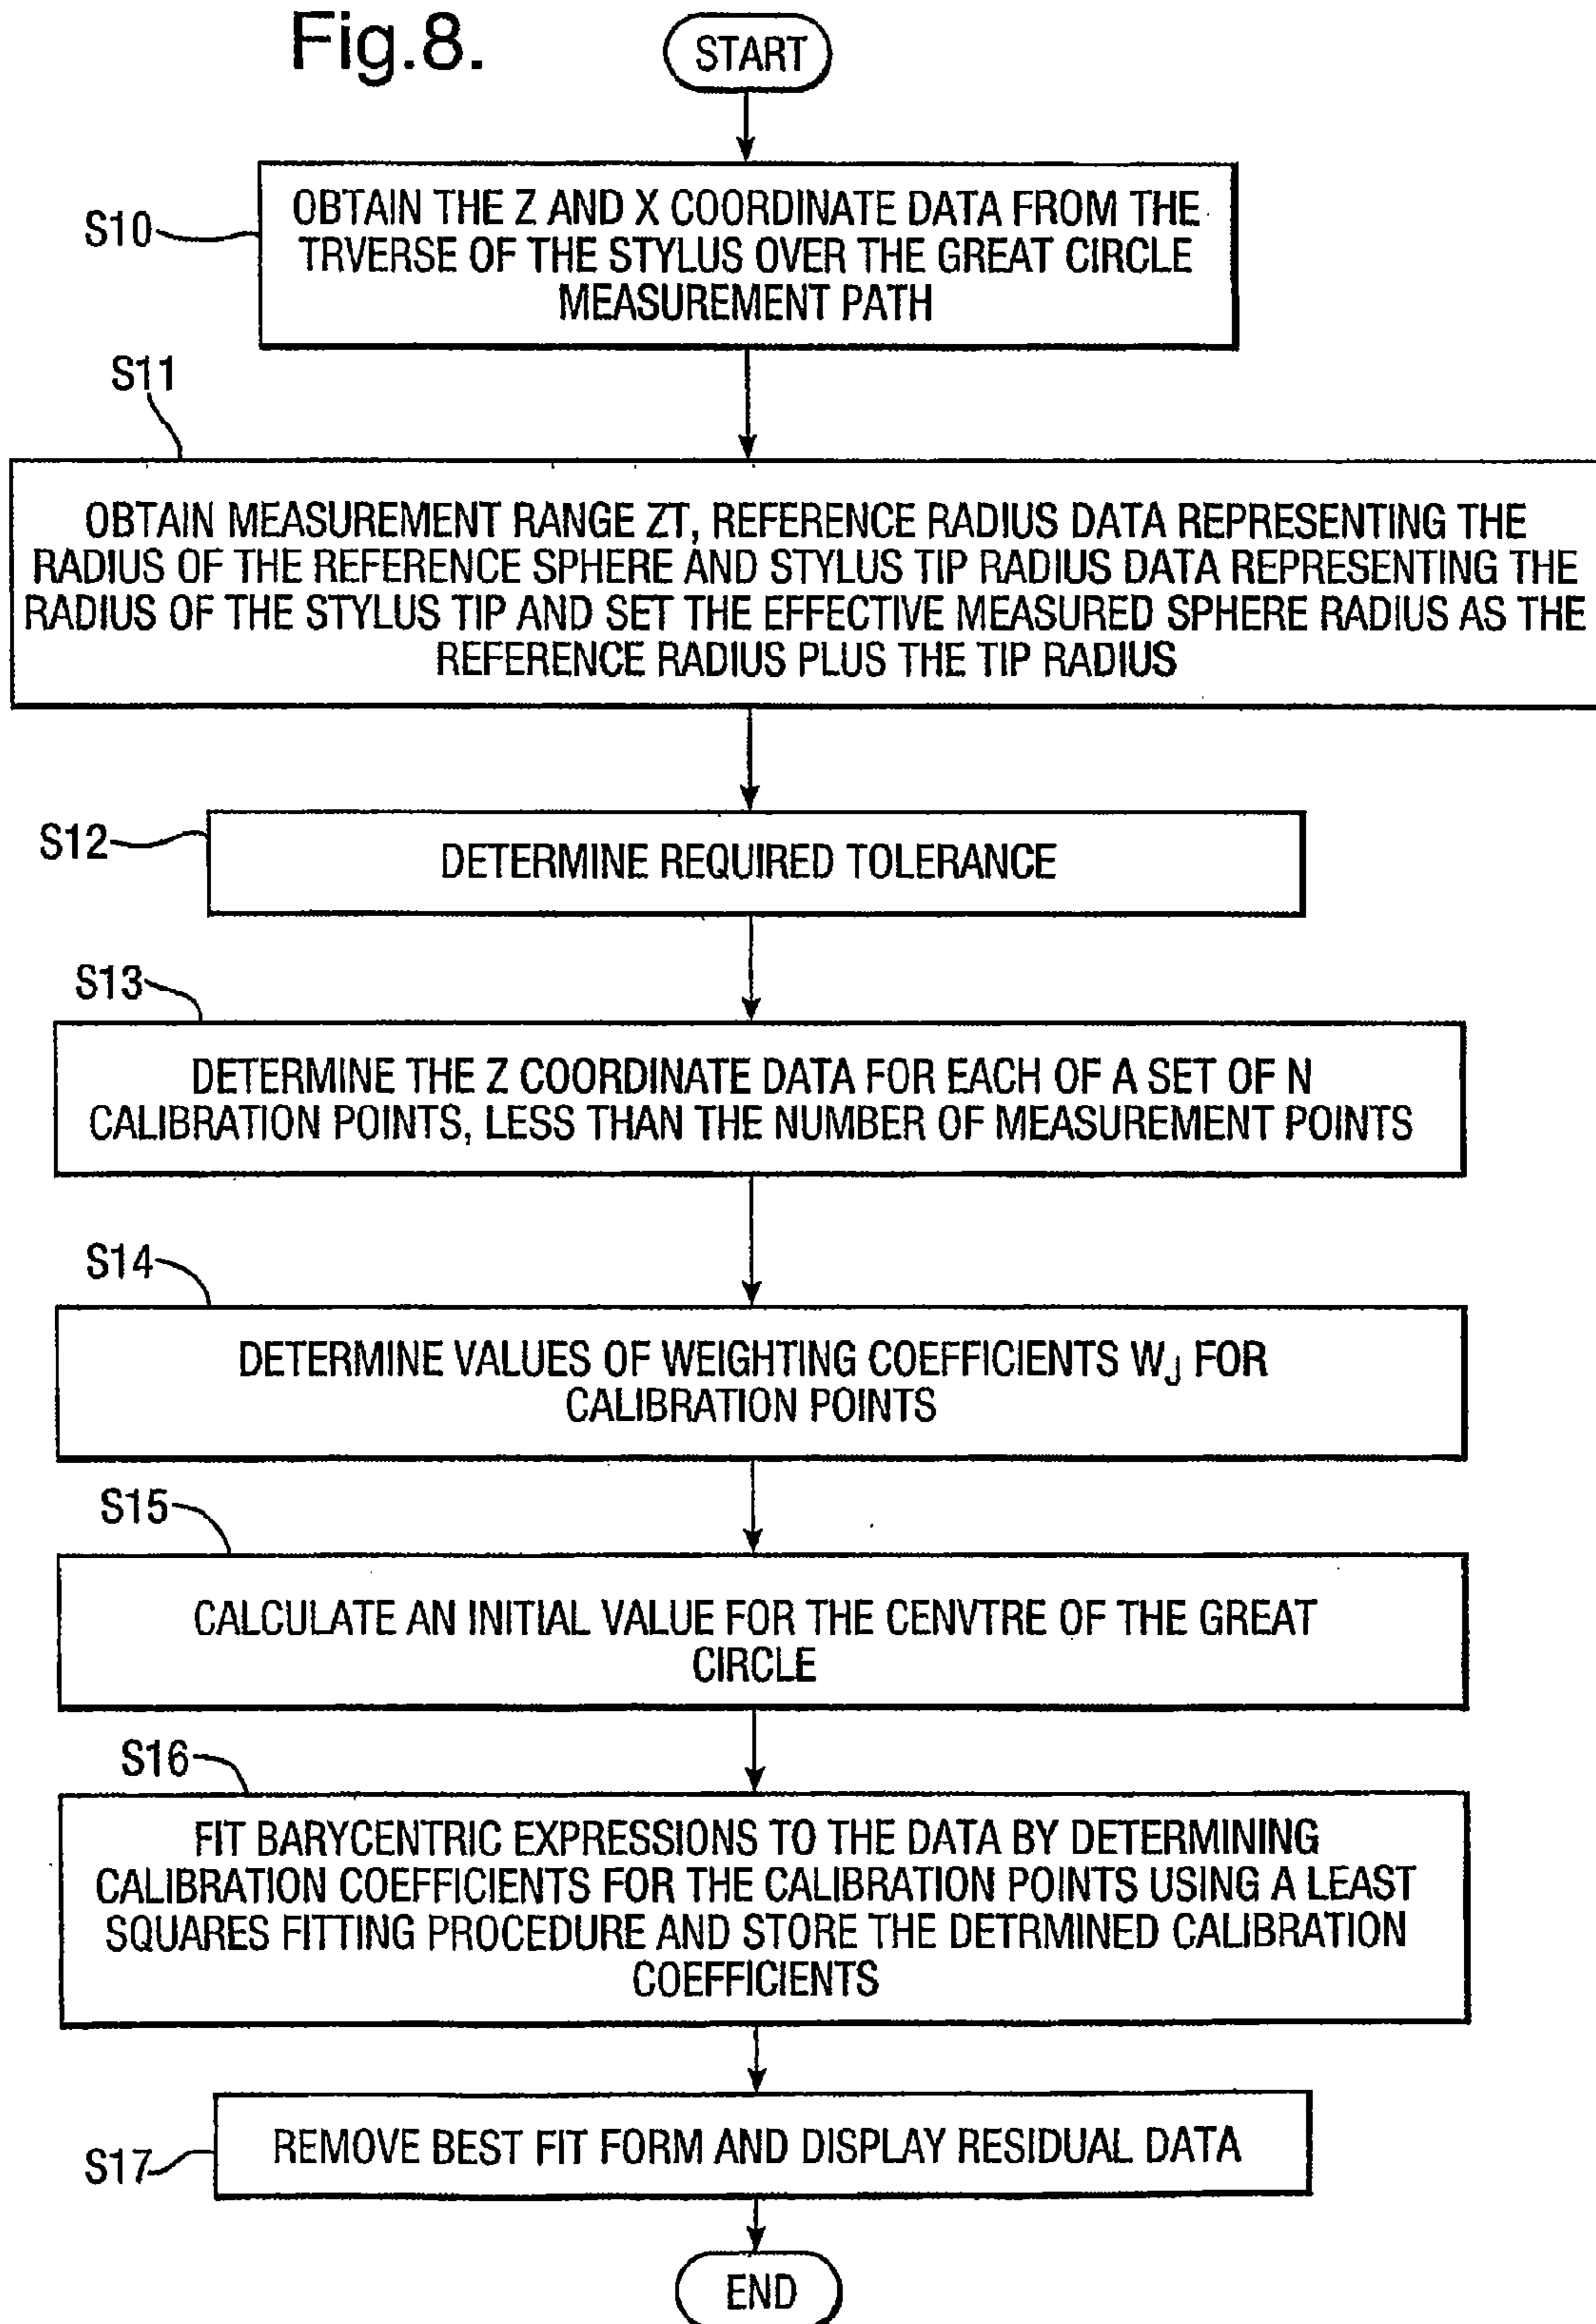 Fig.8.
START
S10
OBTAIN THE Z AND X COORDINATE DATA FROM THE
TRVERSE OF THE STYLUS OVER THE GREAT CIRCLE
MEASUREMENT PATH
S11
OBTAIN MEASUREMENT RANGE ZT, REFERENCE RADIUS DATA REPRESENTING THE
RADIUS OF THE REFERENCE SPHERE AND STYLUS TIP RADIUS DATA REPRESENTING THE
RADIUS OF THE STYLUS TIP AND SET THE EFFECTIVE MEASURED SPHERE RADIUS AS THE
REFERENCE RADIUS PLUS THE TIP RADIUS
S12
DETERMINE REQUIRED TOLERANCE
S13
DETERMINE THE Z COORDINATE DATA FOR EACH OF A SET OF N
CALIBRATION POINTS, LESS THAN THE NUMBER OF MEASUREMENT POINTS
S14
DETERMINE VALUES OF WEIGHTING COEFFICIENTS WJ FOR
CALIBRATION POINTS
S15
CALCULATE AN INITIAL VALUE FOR THE CENVTRE OF THE GREAT
CIRCLE
S16
FIT BARYCENTRIC EXPRESSIONS TO THE DATA BY DETERMINING
CALIBRATION COEFFICIENTS FOR THE CALIBRATION POINTS USING A LEAST
SQUARES FITTING PROCEDURE AND STORE THE DETRMINED CALIBRATION
COEFFICIENTS
S17
REMOVE BEST FIT FORM AND DISPLAY RESIDUAL DATA
END